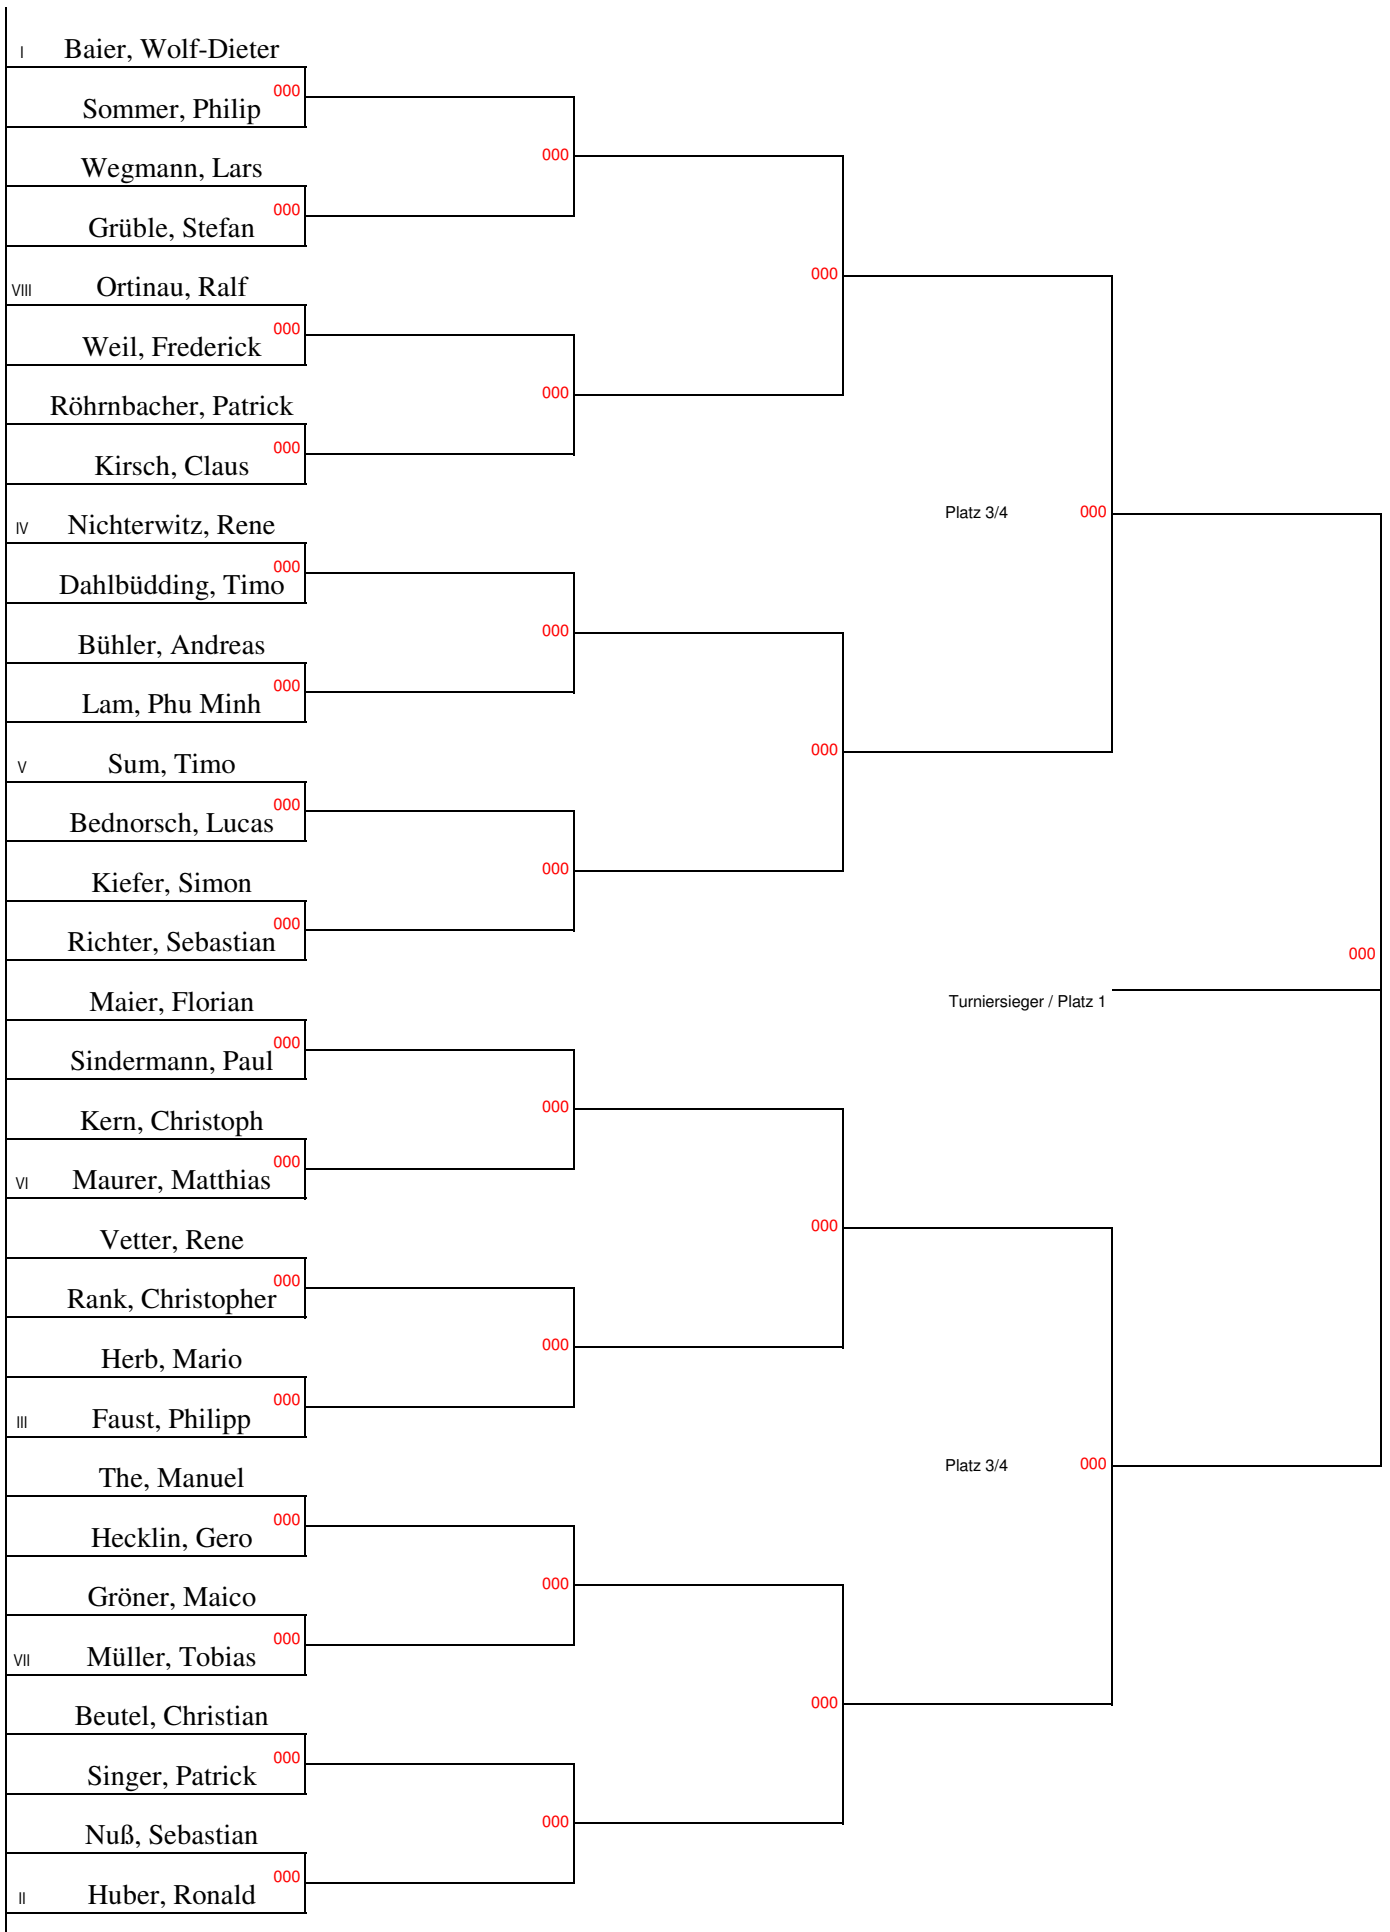 I Baier, Wolf-Dieter
000
Sommer, Philip
000
Wegmann, Lars
000
Grüble, Stefan
000
VIII Ortinau, Ralf
000
Weil, Frederick
000
Röhrnbacher, Patrick
000
Kirsch, Claus
Platz 3/4 000
IV Nichterwitz, Rene
000
Dahlbüdding, Timo
000
Bühler, Andreas
000
Lam, Phu Minh
000
V Sum, Timo
000
Bednorsch, Lucas
000
Kiefer, Simon
000
Richter, Sebastian
000
Turniersieger / Platz 1
Maier, Florian
000
Sindermann, Paul
000
Kern, Christoph
000
VI Maurer, Matthias
000
Vetter, Rene
000
Rank, Christopher
000
Herb, Mario
000
III Faust, Philipp
Platz 3/4 000
The, Manuel
000
Hecklin, Gero
000
Gröner, Maico
000
VII Müller, Tobias
000
Beutel, Christian
000
Singer, Patrick
000
Nuß, Sebastian
000
II Huber, Ronald